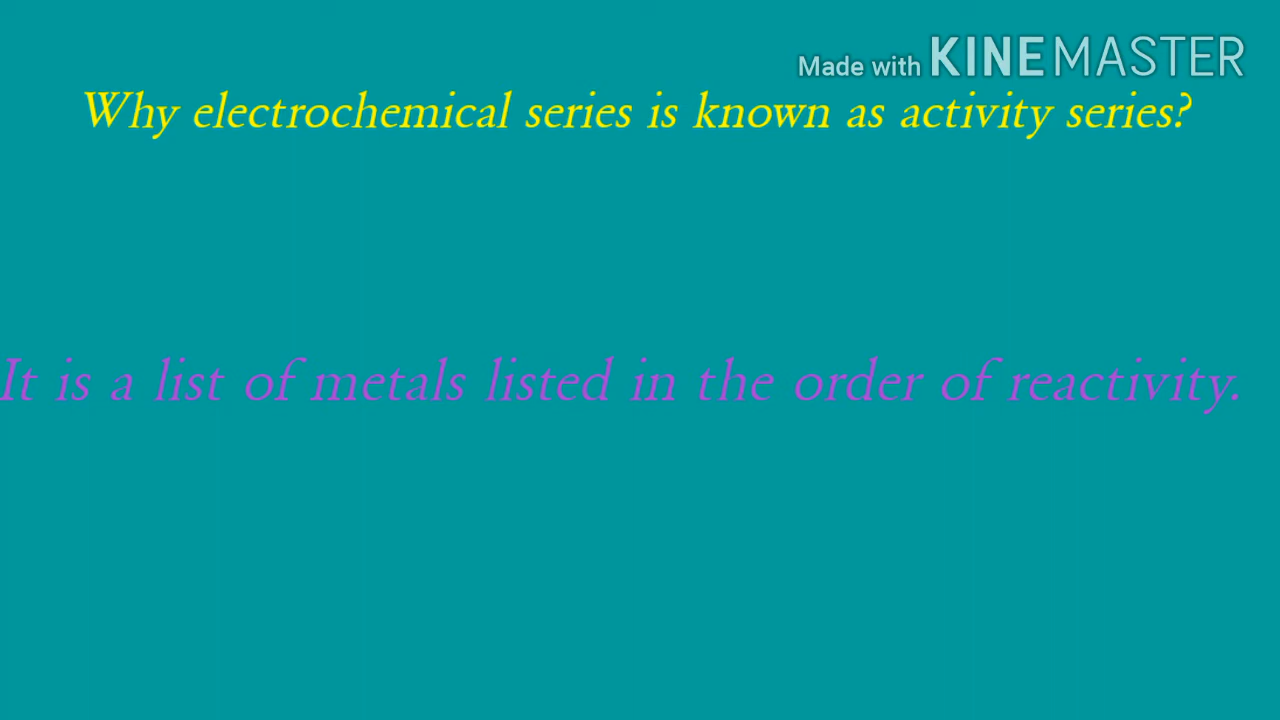 Made with KINEMASTER
Why electrochemical series is known as activity series?
It is a list of metals listed in the order of reactivity.